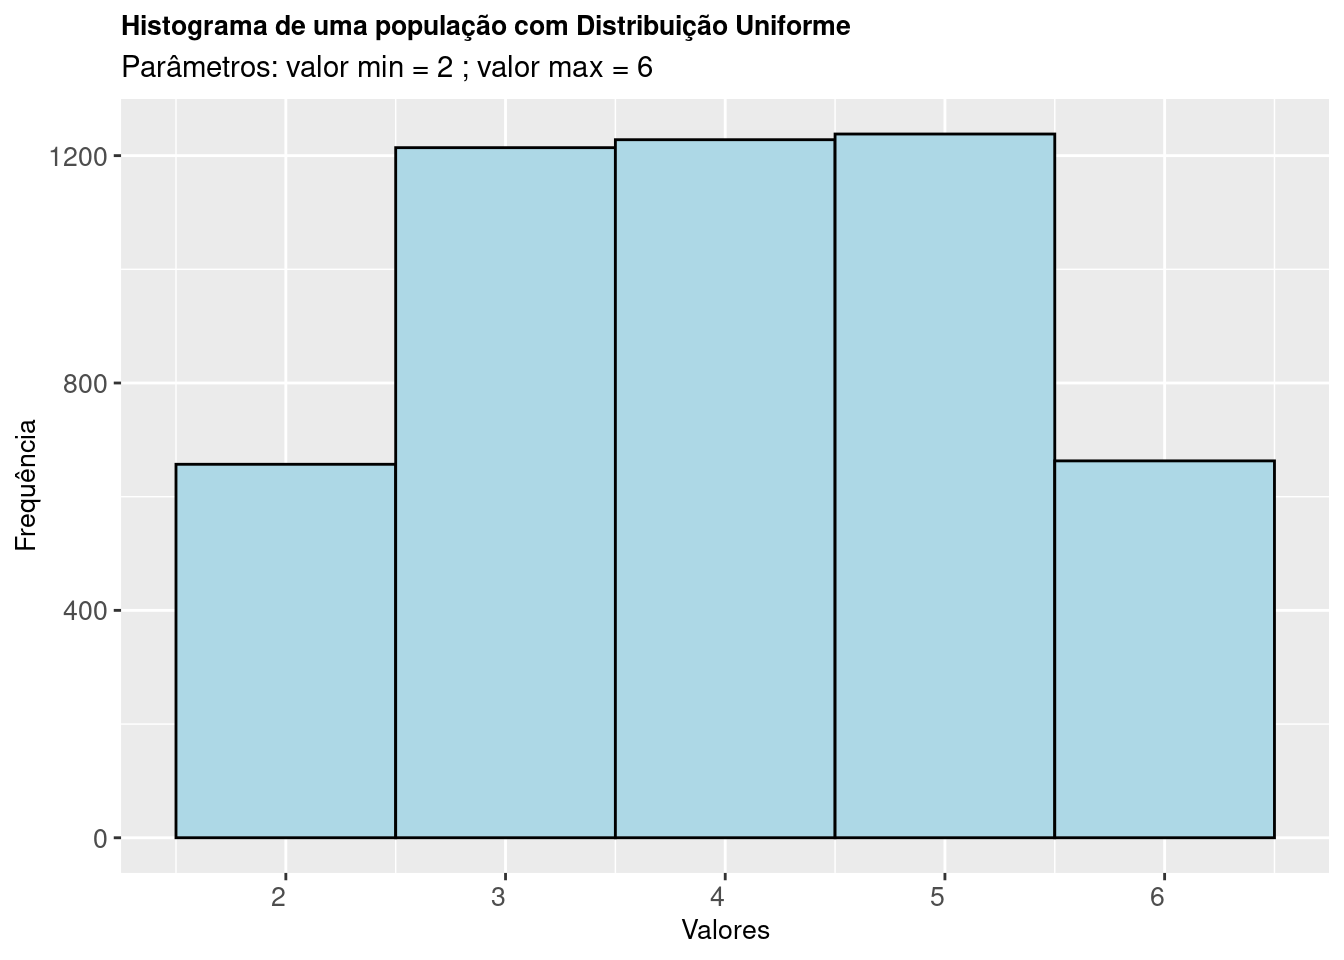 Histograma de uma população com Distribuição Uniforme
Parâmetros: valor min = 2 ; valor max = 6
1200
800
400
0
Frequência
2 3 4 5 6
Valores